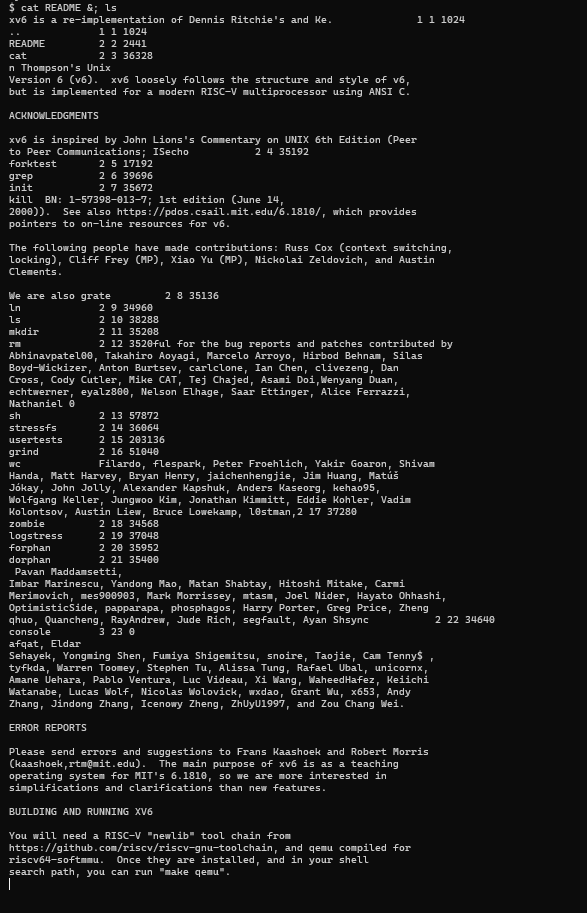 $ cat README &; ls
xv6 is a re-implementation of Dennis Ritchie's and Ke.              1 1 1024
..             1 1 1024
README         2 2 2441
cat            2 3 36328
n Thompson's Unix
Version 6 (v6).  xv6 loosely follows the structure and style of v6,
but is implemented for a modern RISC-V multiprocessor using ANSI C.

ACKNOWLEDGMENTS

xv6 is inspired by John Lions's Commentary on UNIX 6th Edition (Peer
to Peer Communications; ISecho           2 4 35192
forktest       2 5 17192
grep           2 6 39696
init           2 7 35672
kill  BN: 1-57398-013-7; 1st edition (June 14,
2000)).  See also https://pdos.csail.mit.edu/6.1810/, which provides
pointers to on-line resources for v6.

The following people have made contributions: Russ Cox (context switching,
locking), Cliff Frey (MP), Xiao Yu (MP), Nickolai Zeldovich, and Austin
Clements.

We are also grate         2 8 35136
ln             2 9 34960
ls             2 10 38288
mkdir          2 11 35208
rm             2 12 3520ful for the bug reports and patches contributed by
Abhinavpatel00, Takahiro Aoyagi, Marcelo Arroyo, Hirbod Behnam, Silas
Boyd-Wickizer, Anton Burtsev, carlclone, Ian Chen, clivezeng, Dan
Cross, Cody Cutler, Mike CAT, Tej Chajed, Asami Doi,Wenyang Duan,
echtwerner, eyalz800, Nelson Elhage, Saar Ettinger, Alice Ferrazzi,
Nathaniel 0
sh             2 13 57872
stressfs       2 14 36064
usertests      2 15 203136
grind          2 16 51040
wc             Filardo, flespark, Peter Froehlich, Yakir Goaron, Shivam
Handa, Matt Harvey, Bryan Henry, jaichenhengjie, Jim Huang, Matúš
Jókay, John Jolly, Alexander Kapshuk, Anders Kaseorg, kehao95,
Wolfgang Keller, Jungwoo Kim, Jonathan Kimmitt, Eddie Kohler, Vadim
Kolontsov, Austin Liew, Bruce Lowekamp, l0stman,2 17 37280
zombie         2 18 34568
logstress      2 19 37048
forphan        2 20 35952
dorphan        2 21 35400
 Pavan Maddamsetti,
Imbar Marinescu, Yandong Mao, Matan Shabtay, Hitoshi Mitake, Carmi
Merimovich, mes900903, Mark Morrissey, mtasm, Joel Nider, Hayato Ohhashi,
OptimisticSide, papparapa, phosphagos, Harry Porter, Greg Price, Zheng
qhuo, Quancheng, RayAndrew, Jude Rich, segfault, Ayan Shsync           2 22 34640
console        3 23 0
afqat, Eldar
Sehayek, Yongming Shen, Fumiya Shigemitsu, snoire, Taojie, Cam Tenny$ ,
tyfkda, Warren Toomey, Stephen Tu, Alissa Tung, Rafael Ubal, unicornx,
Amane Uehara, Pablo Ventura, Luc Videau, Xi Wang, WaheedHafez, Keiichi
Watanabe, Lucas Wolf, Nicolas Wolovick, wxdao, Grant Wu, x653, Andy
Zhang, Jindong Zhang, Icenowy Zheng, ZhUyU1997, and Zou Chang Wei.

ERROR REPORTS

Please send errors and suggestions to Frans Kaashoek and Robert Morris
(kaashoek,rtm@mit.edu).  The main purpose of xv6 is as a teaching
operating system for MIT's 6.1810, so we are more interested in
simplifications and clarifications than new features.

BUILDING AND RUNNING XV6

You will need a RISC-V "newlib" tool chain from
https://github.com/riscv/riscv-gnu-toolchain, and qemu compiled for
riscv64-softmmu.  Once they are installed, and in your shell
search path, you can run "make qemu".